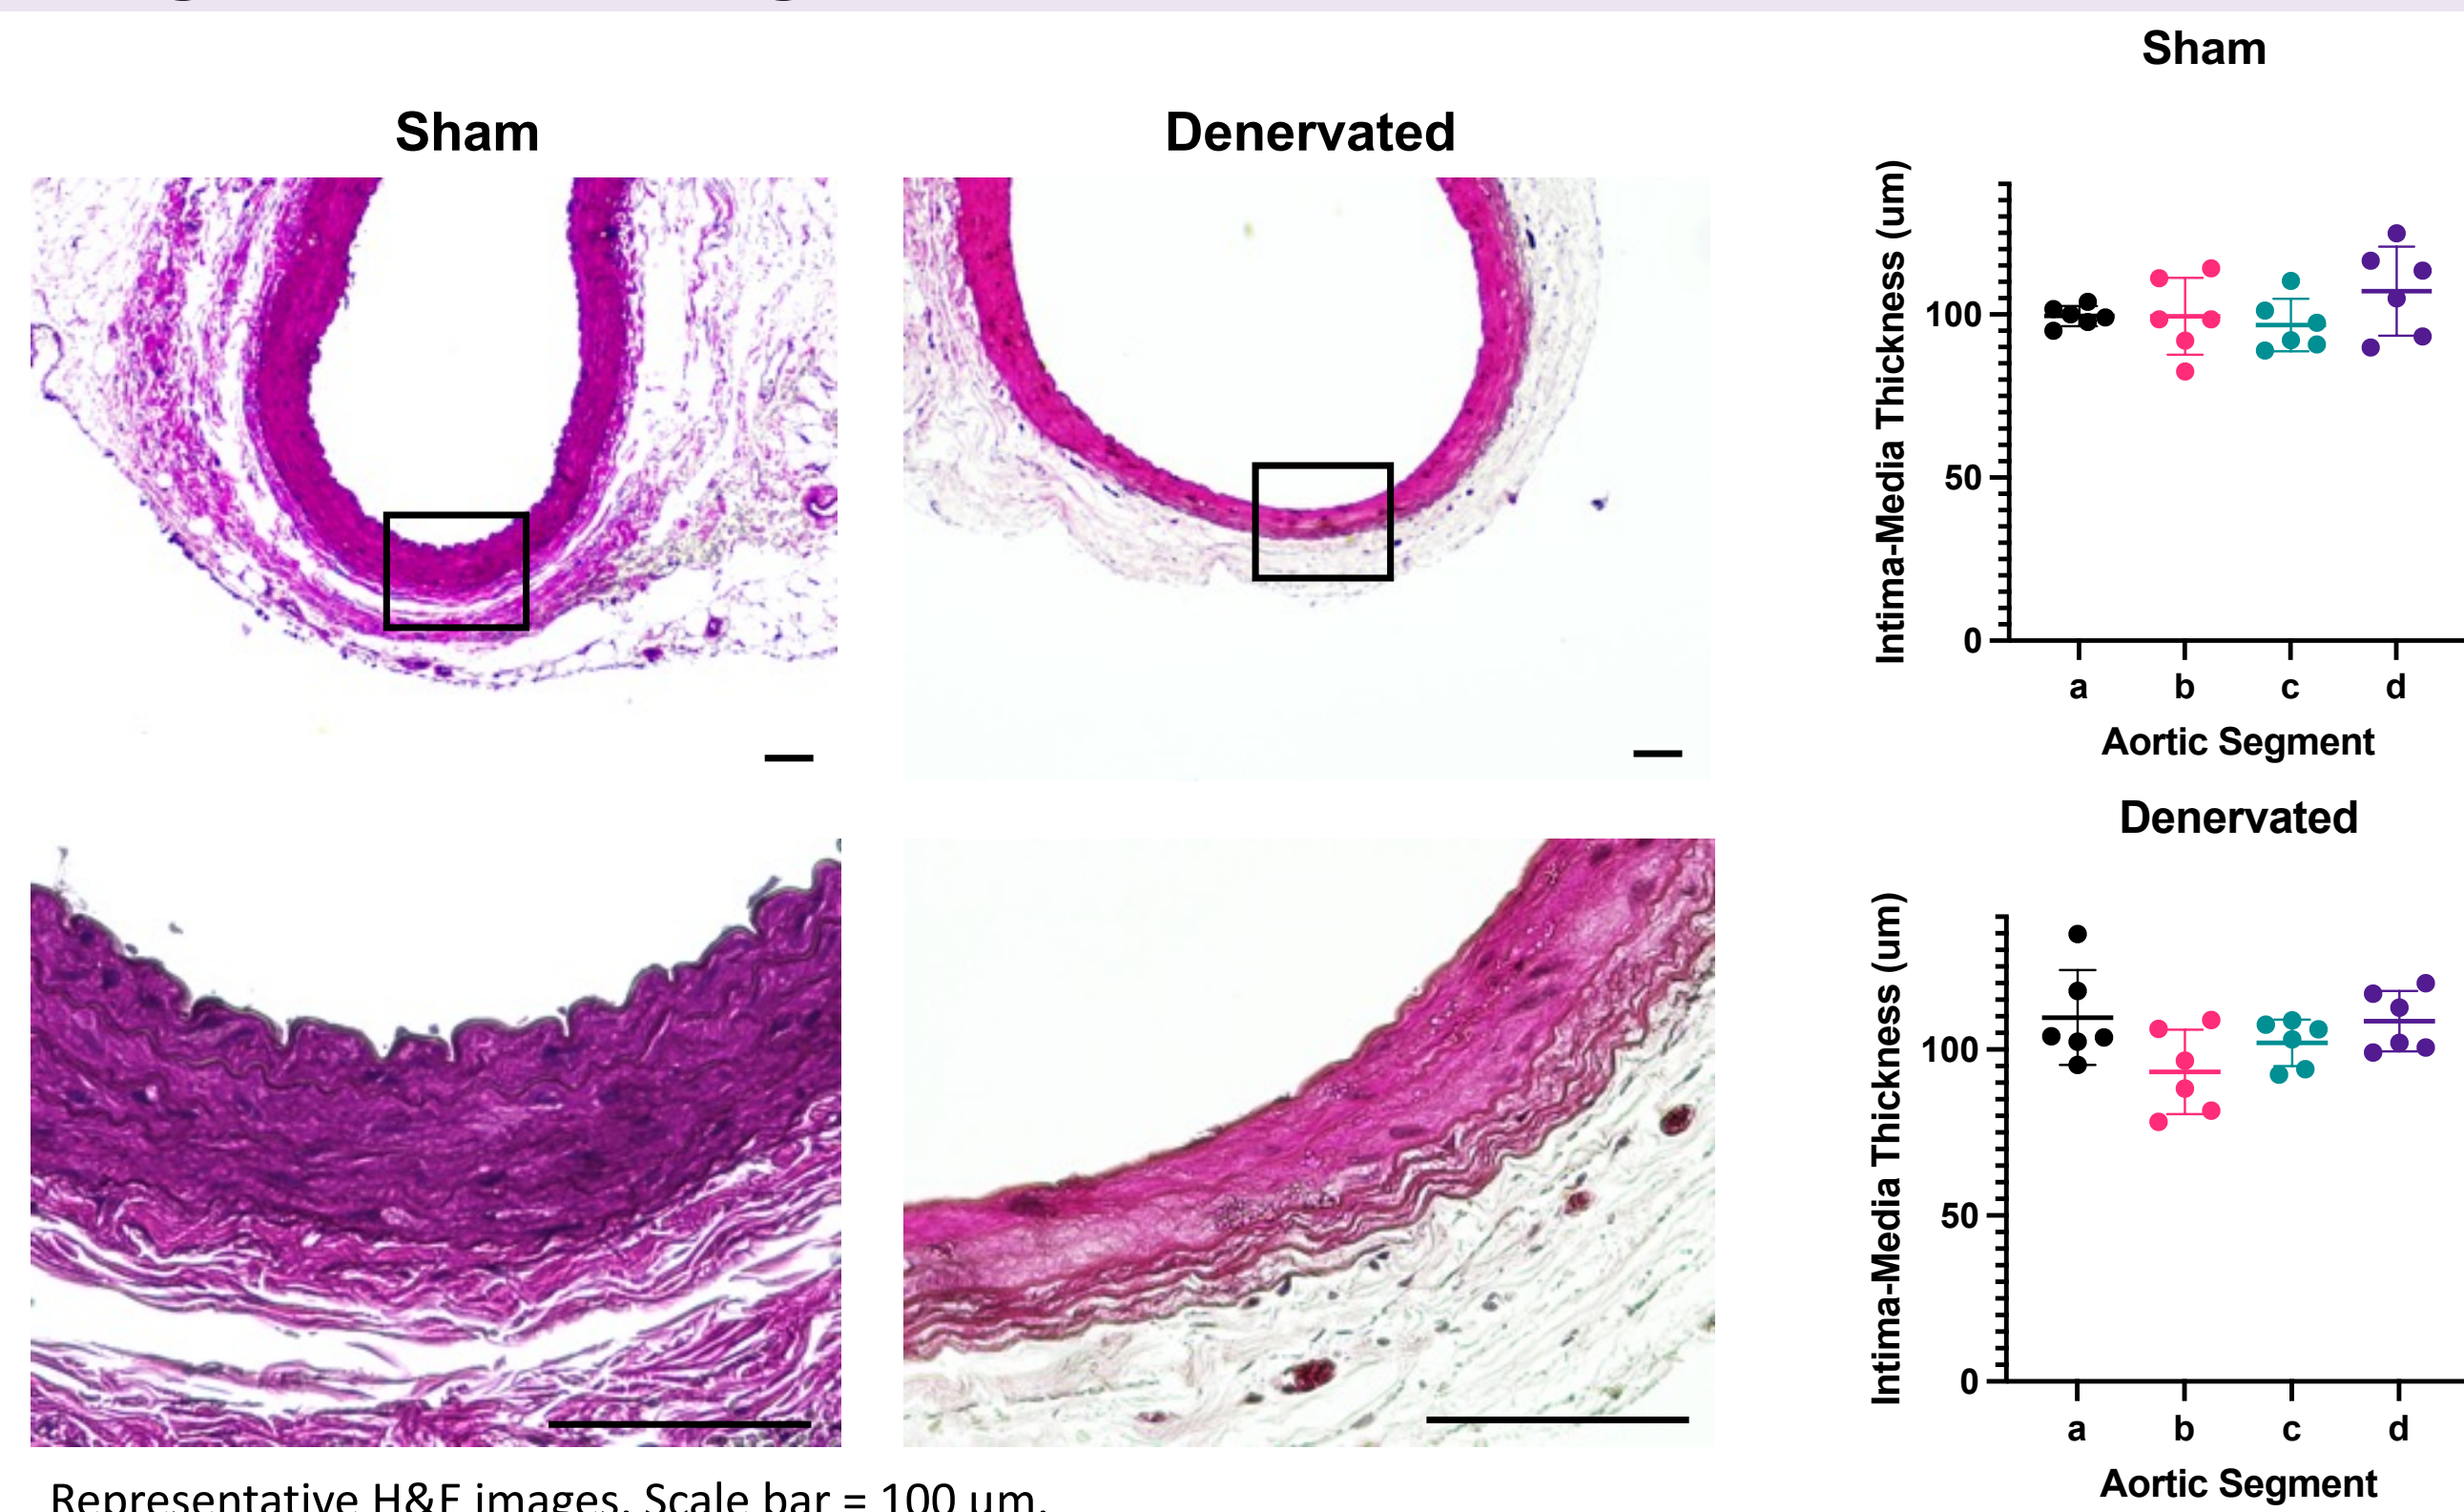 Sham
Denervated
Representative H&E images. Scale bar = 100 um.
Sham
Intima-Media Thickness (um)
100
50
0
a b c d
Aortic Segment
Denervated
Intima-Media Thickness (um)
100
50
0
a b c d
Aortic Segment